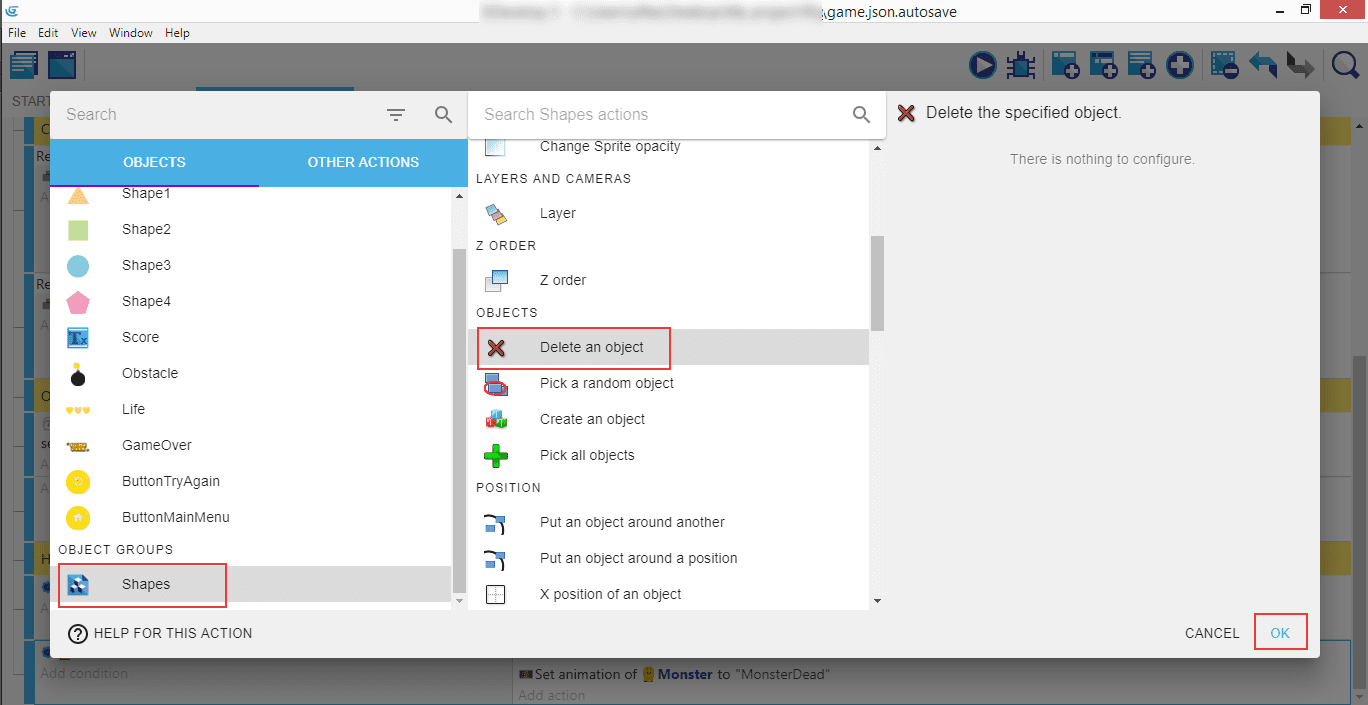 \game.json.autosave
File Edit View Window Help
START
Search
Search Shapes actions
Delete the specified object.
There is nothing to configure.
OBJECTS
OTHER ACTIONS
Shape1
Shape2
Shape3
Shape4
Score
Obstacle
Life
GameOver
ButtonTryAgain
ButtonMainMenu
OBJECT GROUPS
Shapes
Change Sprite opacity
LAYERS AND CAMERAS
Layer
Z ORDER
Z order
OBJECTS
Delete an object
Pick a random object
Create an object
Pick all objects
POSITION
Put an object around another
Put an object around a position
X position of an object
HELP FOR THIS ACTION
CANCEL
OK
Add condition
Set animation of Monster to "MonsterDead"
Add action